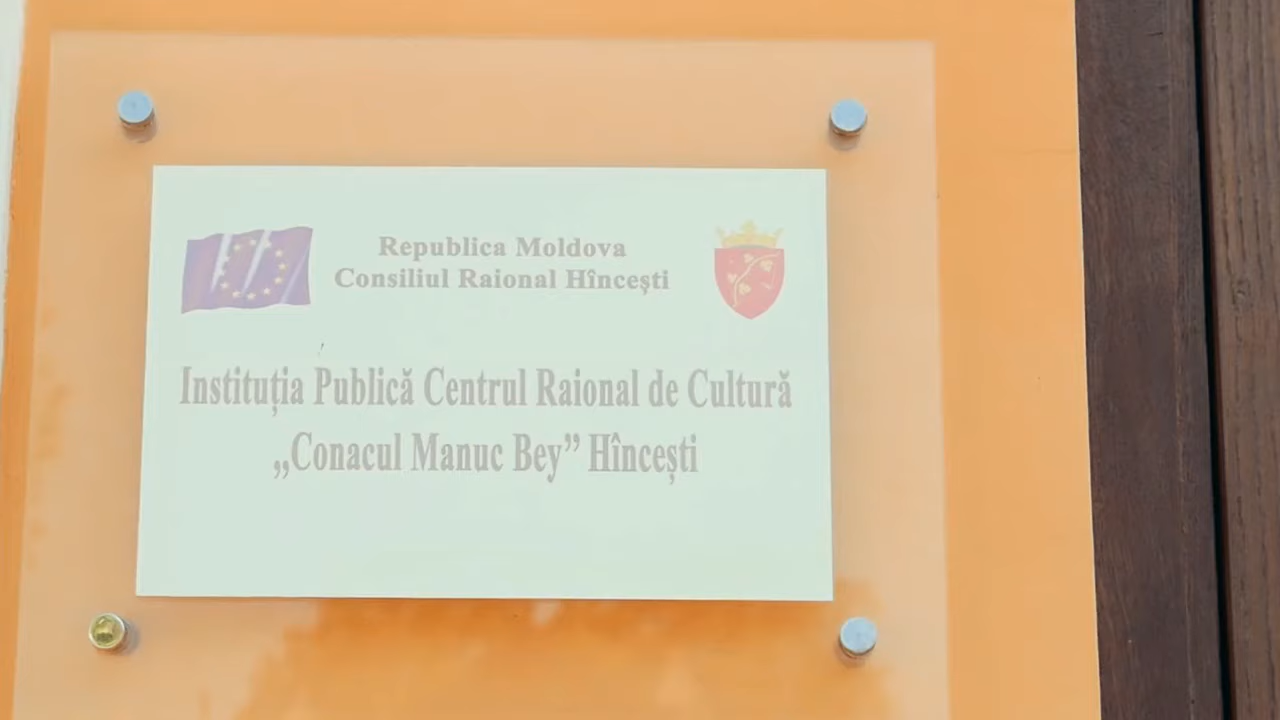 Republica Moldova
Consiliul Raional Hîncești
Instituția Publică Centrul Raional de Cultură
„Conacul Manuc Bey” Hîncești